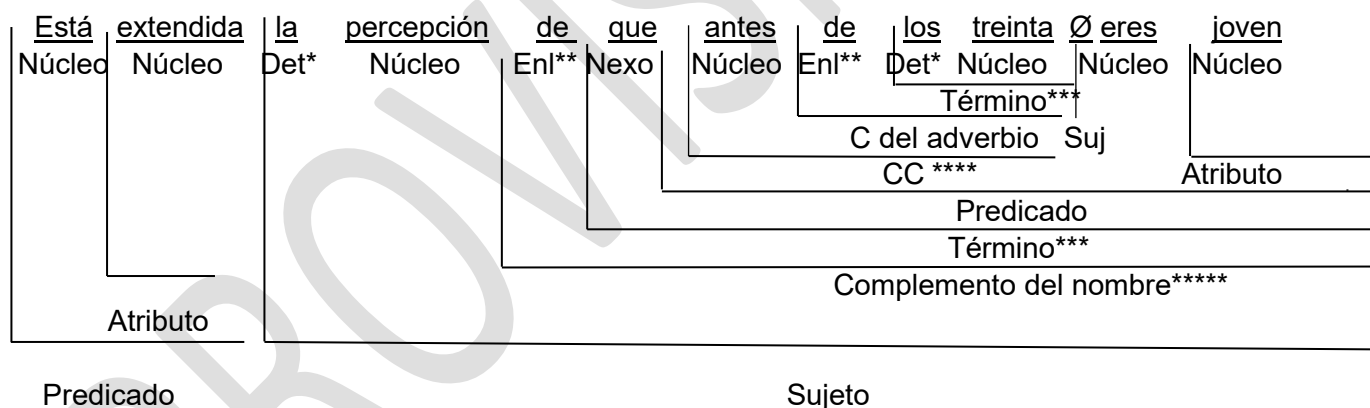 Está extendida la percepción de que antes de los treinta Ø eres joven
Núcleo Núcleo Det* Núcleo Enl** Nexo Núcleo Enl** Det* Núcleo Núcleo Núcleo
Término***
C del adverbio Suj
CC **** Atributo
Predicado
Término***
Complemento del nombre*****
Atributo
Predicado Sujeto